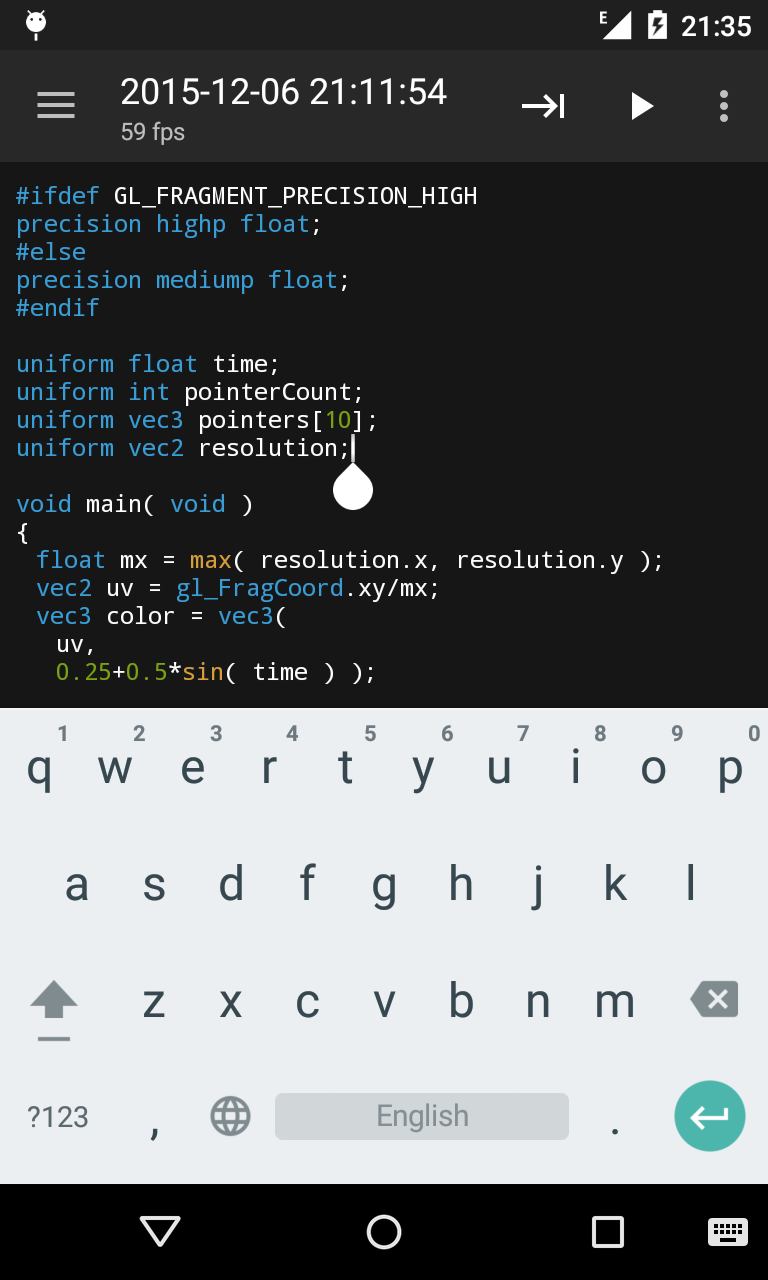 E 21:35
2015-12-06 21:11:54
59 fps
#ifdef GL_FRAGMENT_PRECISION_HIGH
precision highp float;
#else
precision mediump float;
#endif
uniform float time;
uniform int pointerCount;
uniform vec3 pointers[10];
uniform vec2 resolution;
void main( void )
{
float mx = max( resolution.x, resolution.y );
vec2 uv = gl_FragCoord.xy/mx;
vec3 color = vec3(
uv,
0.25+0.5*sin( time ) );
1 2 3 4 5 6 7 8 9 0
q w e r t y u i o p
a s d f g h j k l
z x c v b n m
?123 , English .